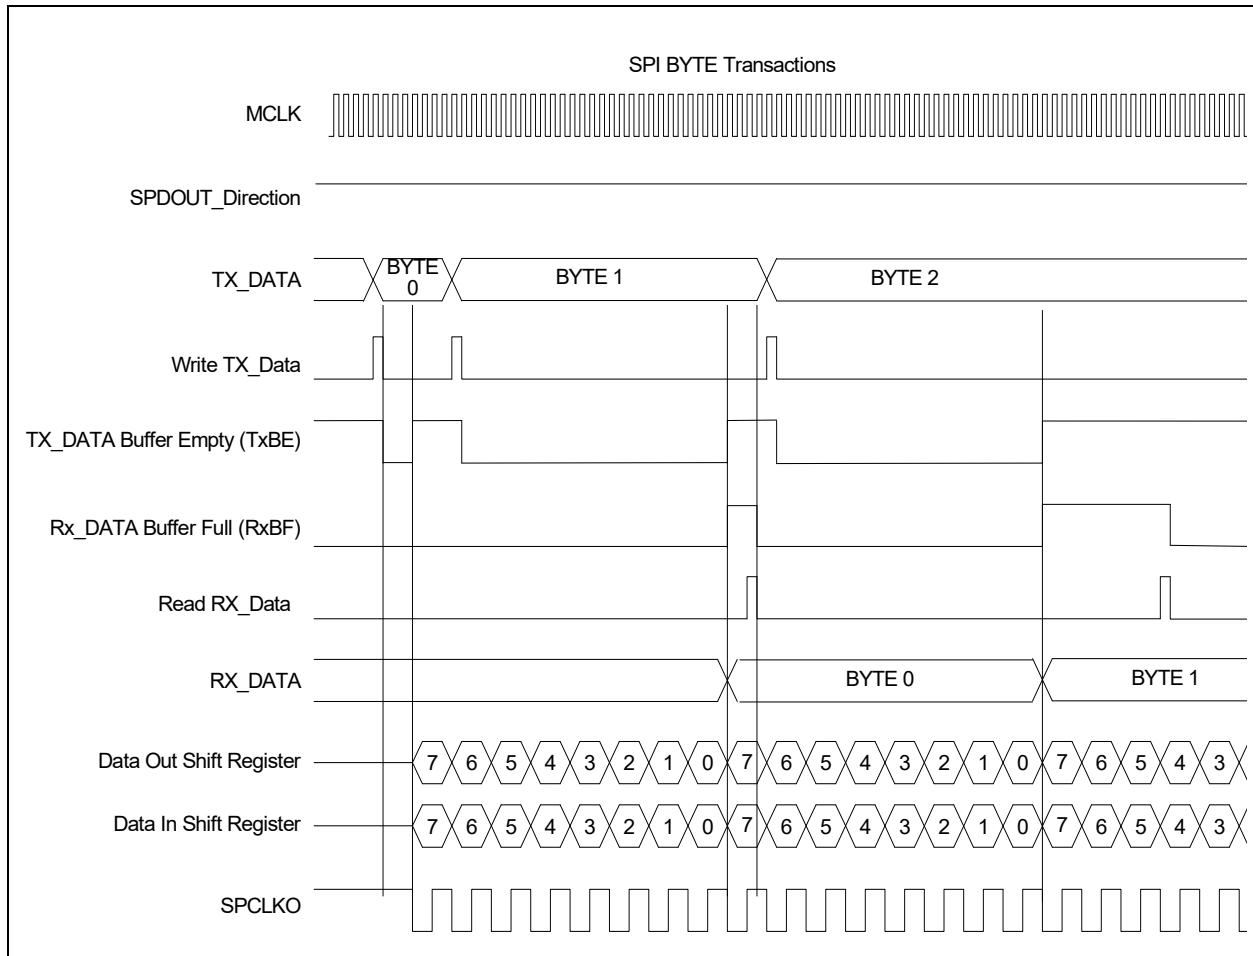 SPI BYTE Transactions
MCLK
SPDOUT_Direction
TX_DATA
BYTE
0
BYTE 1
BYTE 2
Write TX_Data
TX_DATA Buffer Empty (TxBE)
Rx_DATA Buffer Full (RxBF)
Read RX_Data
RX_DATA
BYTE 0
BYTE 1
Data Out Shift Register
7 6 5 4 3 2 1 0 7 6 5 4 3 2 1 0 7 6 5 4 3
Data In Shift Register
7 6 5 4 3 2 1 0 7 6 5 4 3 2 1 0 7 6 5 4 3
SPCLKO